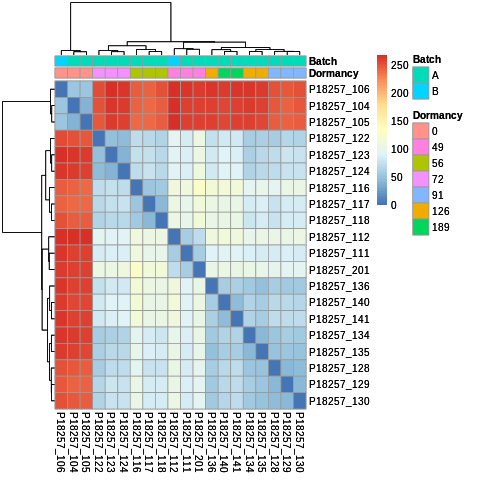 Batch
Dormancy
P18257_106
P18257_104
P18257_105
P18257_122
P18257_123
P18257_124
P18257_116
P18257_117
P18257_118
P18257_112
P18257_111
P18257_201
P18257_136
P18257_140
P18257_141
P18257_134
P18257_135
P18257_128
P18257_129
P18257_130
P18257_106
P18257_104
P18257_105
P18257_122
P18257_123
P18257_124
P18257_116
P18257_117
P18257_118
P18257_112
P18257_111
P18257_201
P18257_136
P18257_140
P18257_141
P18257_134
P18257_135
P18257_128
P18257_129
P18257_130
250
200
150
100
50
0
Batch
A
B
Dormancy
0
49
56
72
91
126
189